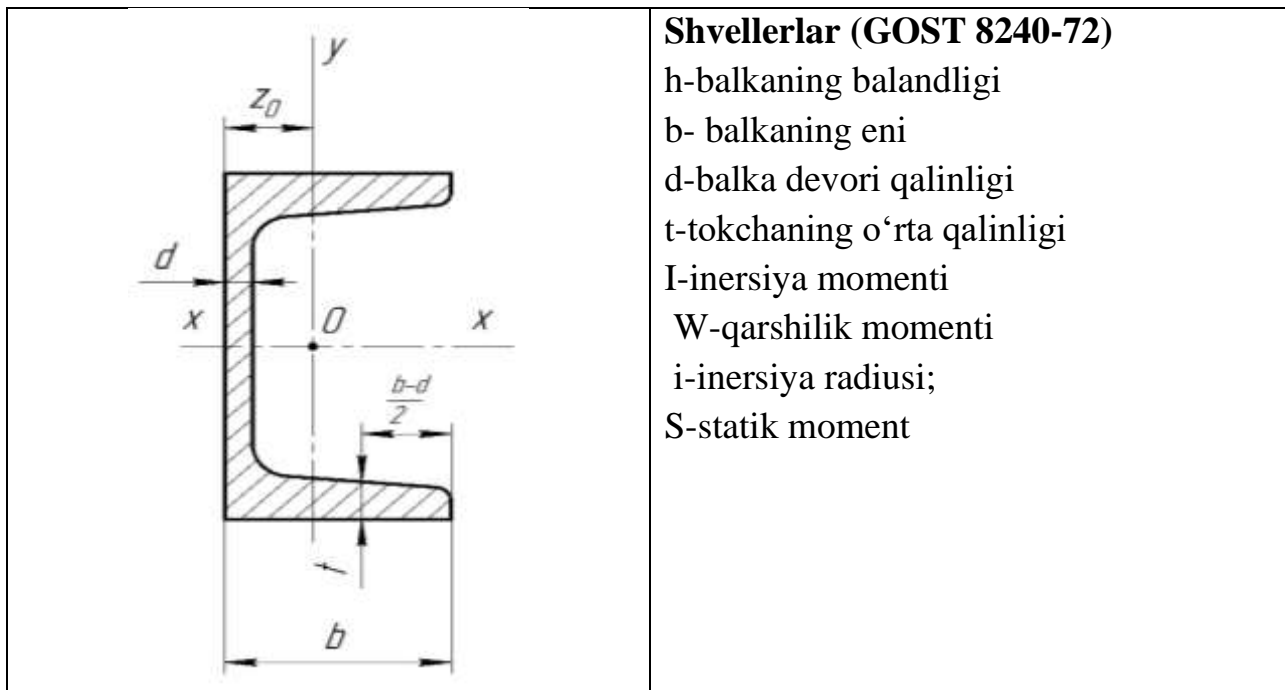 y
z₀
d
x
O
x
b-d
2
t
b
Shvellerlar (GOST 8240-72)
h-balkaning balandligi
b- balkaning eni
d-balka devori qalinligi
t-tokchaning o‘rta qalinligi
I-inersiya momenti
W-qarshilik momenti
i-inersiya radiusi;
S-statik moment